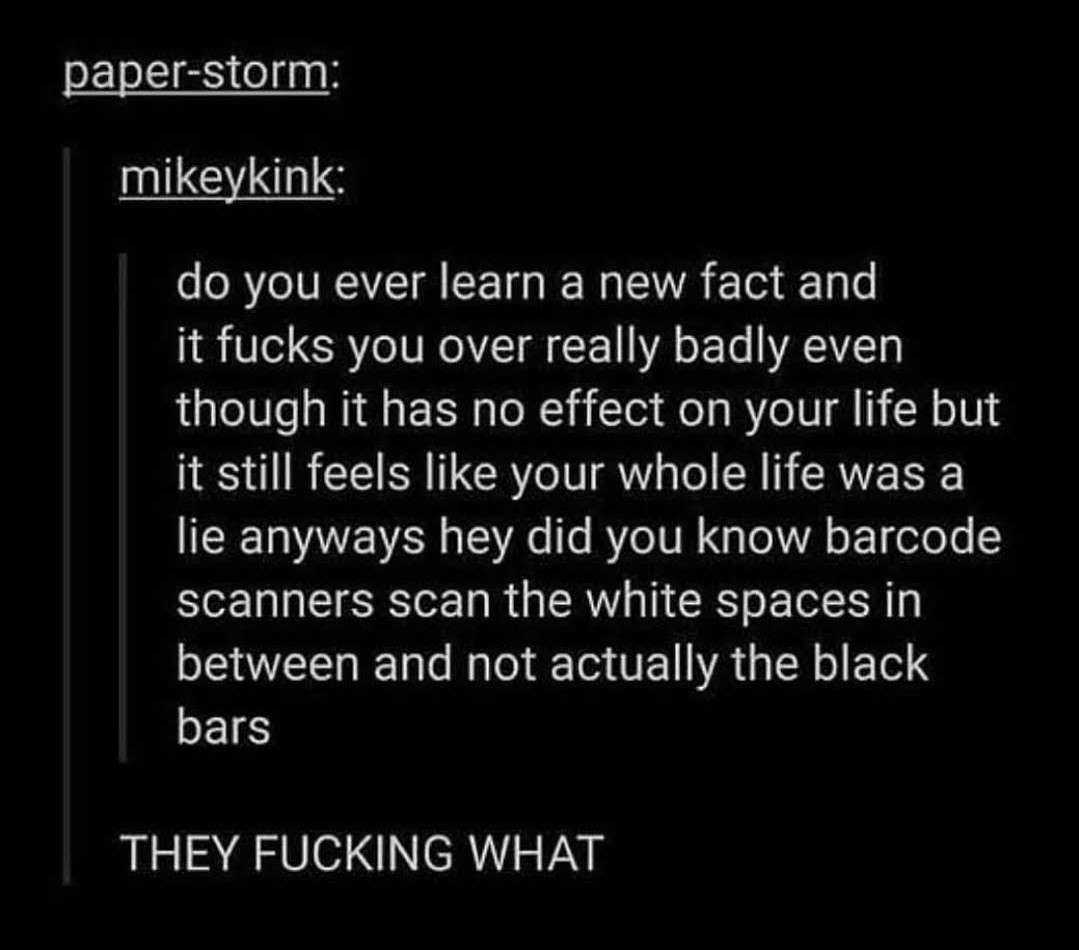 paper-storm:
mikeykink:
do you ever learn a new fact and
it fucks you over really badly even
though it has no effect on your life but
it still feels like your whole life was a
lie anyways hey did you know barcode
scanners scan the white spaces in
between and not actually the black
bars
THEY FUCKING WHAT